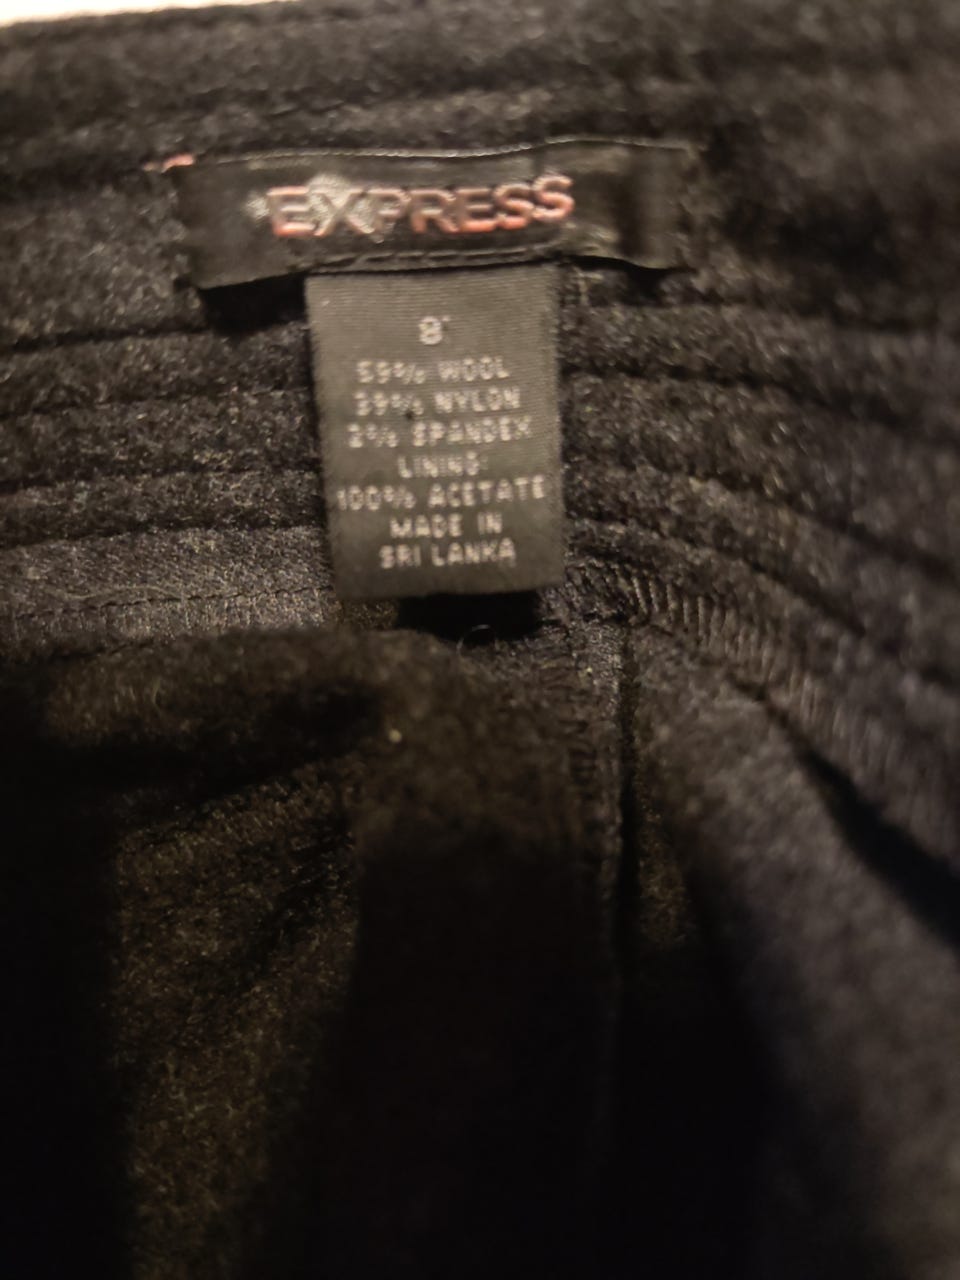 EXPRESS
8
59% WOOL
39% NYLON
2% SPANDEX
LINING:
100% ACETATE
MADE IN
SRI LANKA